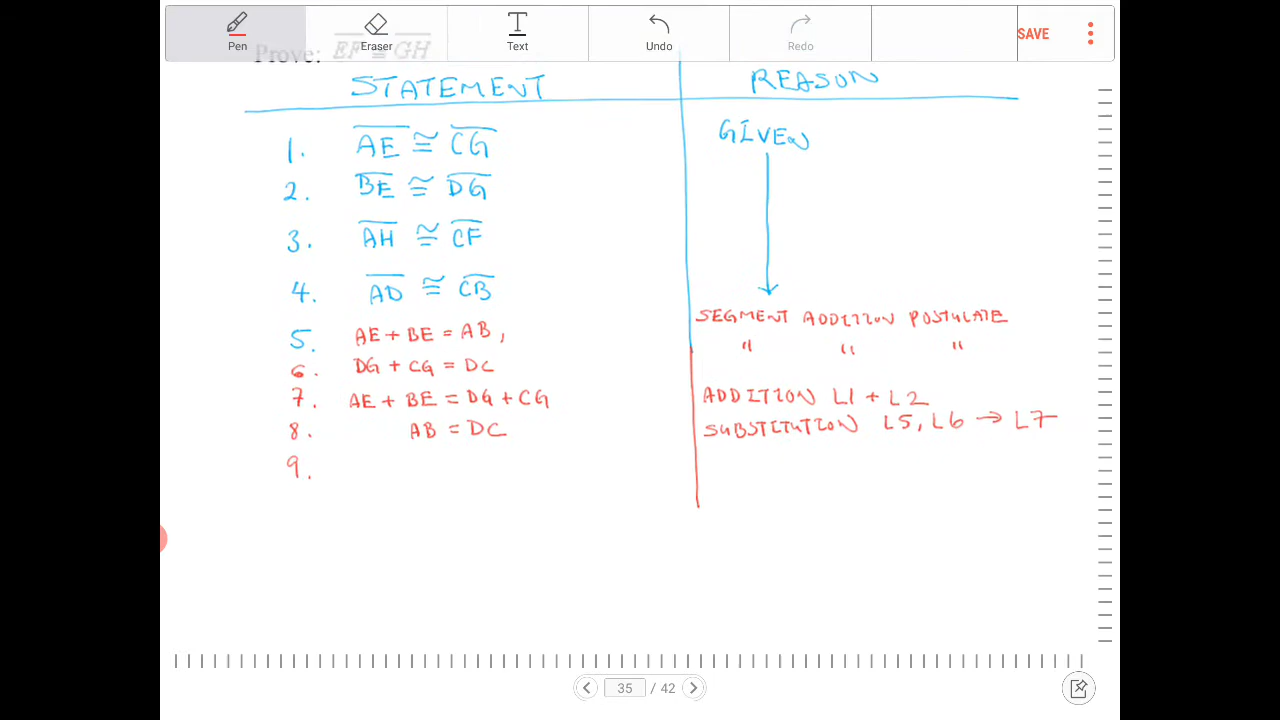 Pen Eraser Text Undo Redo SAVE
Prove: EF ≅ GH
STATEMENT REASON
1. AE ≅ CG GIVEN
2. BE ≅ DG
3. AH ≅ CF
4. AD ≅ CB
5. AE + BE = AB, SEGMENT ADDITION POSTULATE
6. DG + CG = DC " " "
7. AE + BE = DG + CG ADDITION L1 + L2
8. AB = DC SUBSTITUTION L5, L6 → L7
9.
35 / 42